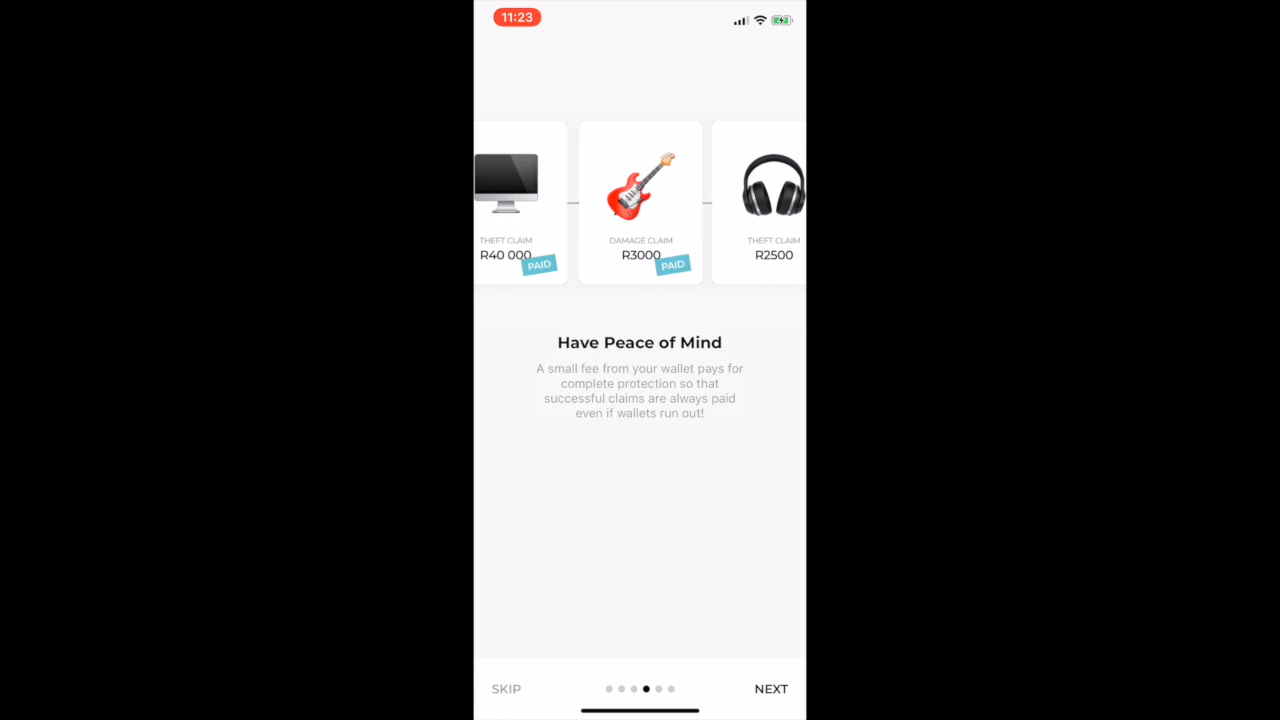 11:23
THEFT CLAIM
R40 000
PAID
DAMAGE CLAIM
R3000
PAID
THEFT CLAIM
R2500
Have Peace of Mind
A small fee from your wallet pays for
complete protection so that
successful claims are always paid
even if wallets run out!
SKIP
NEXT